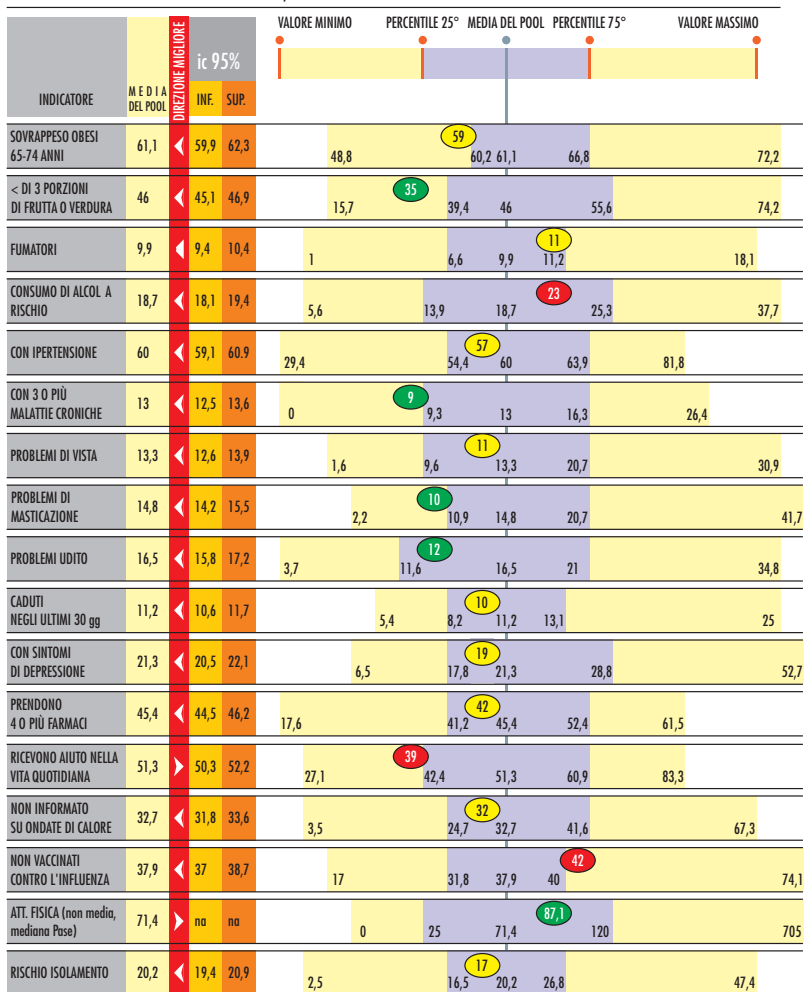 VALORE MINIMO PERCENTILE 25° MEDIA DEL POOL PERCENTILE 75° VALORE MASSIMO
INDICATORE
MEDIA
DEL POOL
DIREZIONE MIGLIORE
ic 95%
INF. SUP.
SOVRAPPESO OBESI
65-74 ANNI
61,1 59,9 62,3
59
48,8 60,2 61,1 66,8 72,2
< DI 3 PORZIONI
DI FRUTTA O VERDURA
46 45,1 46,9
35
15,7 39,4 46 55,6 74,2
FUMATORI
9,9 9,4 10,4
11
1 6,6 9,9 11,2 18,1
CONSUMO DI ALCOL A
RISCHIO
18,7 18,1 19,4
23
5,6 13,9 18,7 25,3 37,7
CON IPERTENSIONE
60 59,1 60.9
57
29,4 54,4 60 63,9 81,8
CON 3 O PIÙ
MALATTIE CRONICHE
13 12,5 13,6
9
0 9,3 13 16,3 26,4
PROBLEMI DI VISTA
13,3 12,6 13,9
11
1,6 9,6 13,3 20,7 30,9
PROBLEMI DI
MASTICAZIONE
14,8 14,2 15,5
10
2,2 10,9 14,8 20,7 41,7
PROBLEMI UDITO
16,5 15,8 17,2
12
3,7 11,6 16,5 21 34,8
CADUTI
NEGLI ULTIMI 30 gg
11,2 10,6 11,7
10
5,4 8,2 11,2 13,1 25
CON SINTOMI
DI DEPRESSIONE
21,3 20,5 22,1
19
6,5 17,8 21,3 28,8 52,7
PRENDONO
4 O PIÙ FARMACI
45,4 44,5 46,2
42
17,6 41,2 45,4 52,4 61,5
RICEVONO AIUTO NELLA
VITA QUOTIDIANA
51,3 50,3 52,2
39
27,1 42,4 51,3 60,9 83,3
NON INFORMATO
SU ONDATE DI CALORE
32,7 31,8 33,6
32
3,5 24,7 32,7 41,6 67,3
NON VACCINATI
CONTRO L'INFLUENZA
37,9 37 38,7
42
17 31,8 37,9 40 74,1
ATT. FISICA (non media,
mediana Pase)
71,4 na na
87,1
0 25 71,4 120 705
RISCHIO ISOLAMENTO
20,2 19,4 20,9
17
2,5 16,5 20,2 26,8 47,4